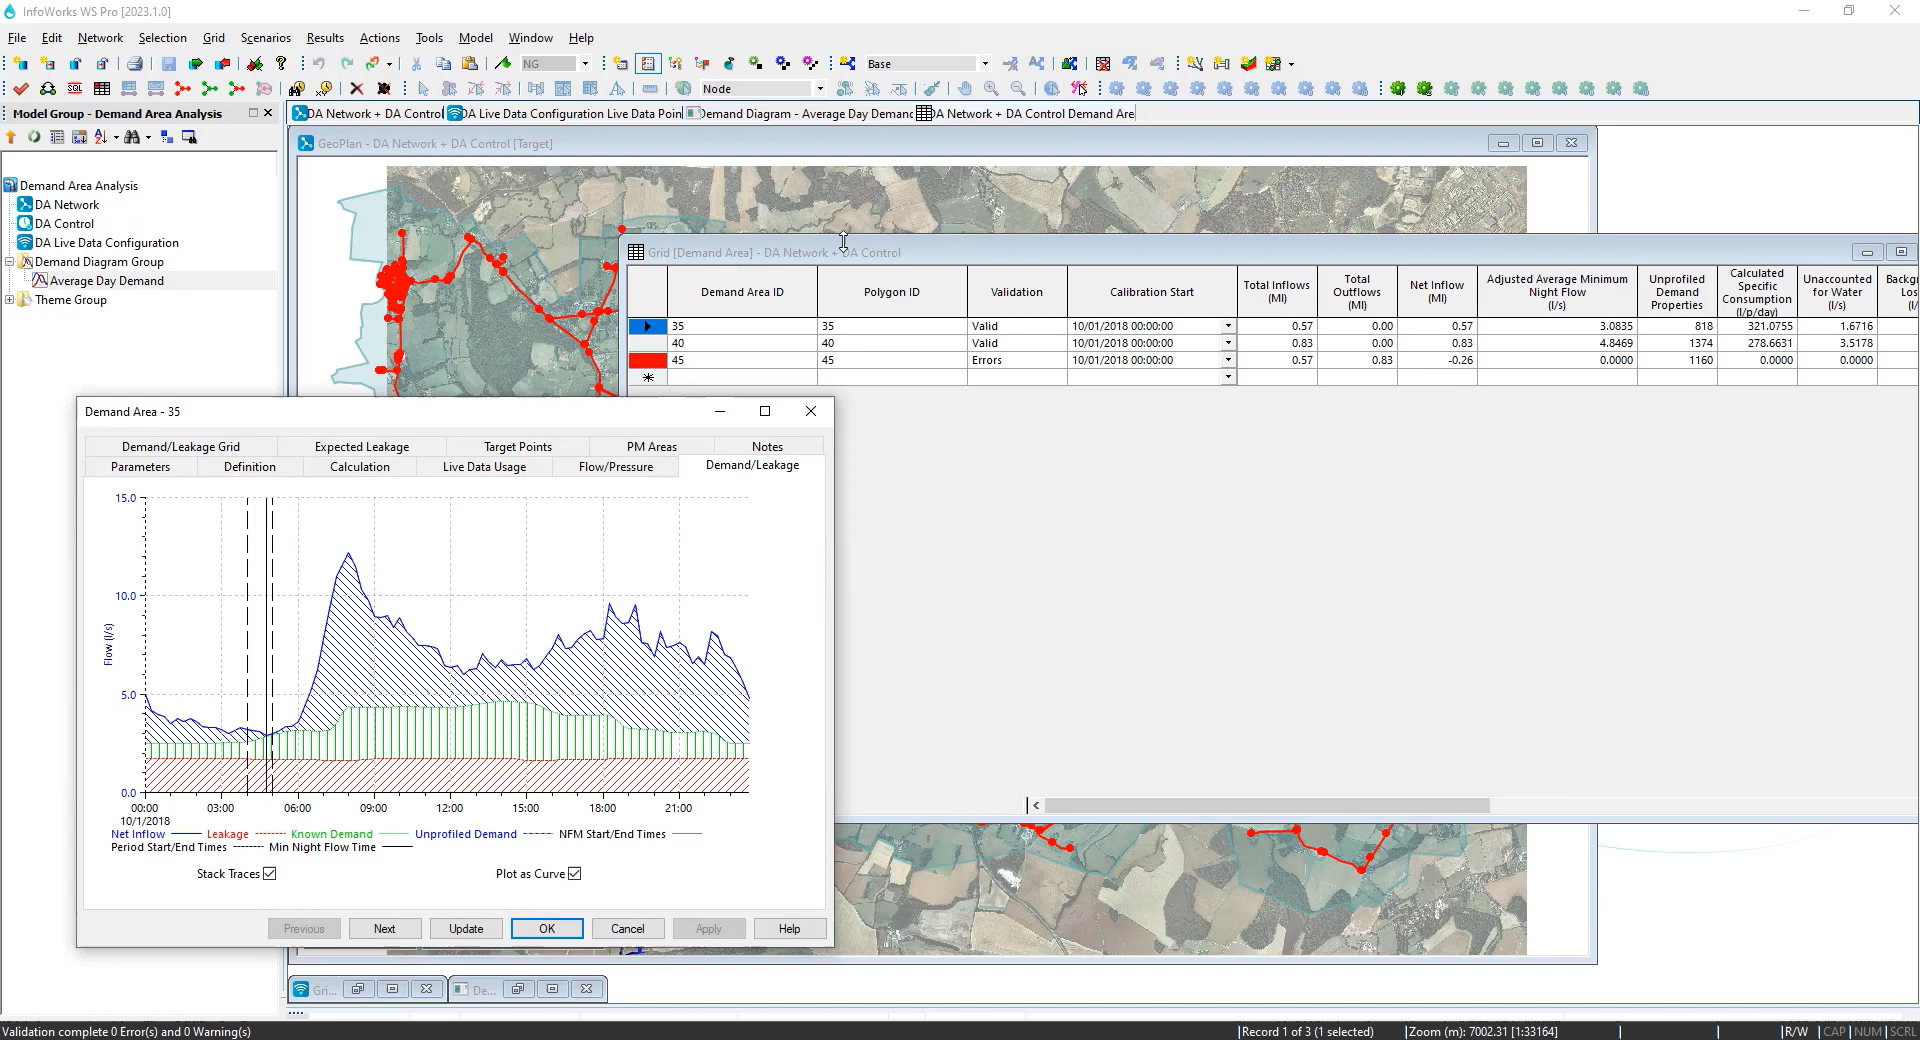 InfoWorks WS Pro [2023.1.0]
File Edit Network Selection Grid Scenarios Results Actions Tools Model Window Help
NG
Base
SQL
Node
Model Group - Demand Area Analysis
DA Network + DA Control
DA Live Data Configuration Live Data Poin
Demand Diagram - Average Day Demand
DA Network + DA Control Demand Are
GeoPlan - DA Network + DA Control [Target]
Demand Area Analysis
DA Network
DA Control
DA Live Data Configuration
Demand Diagram Group
Average Day Demand
Theme Group
Grid [Demand Area] - DA Network + DA Control
Demand Area ID Polygon ID Validation Calibration Start Total Inflows (Ml) Total Outflows (Ml) Net Inflow (Ml) Adjusted Average Minimum Night Flow (l/s) Unprofiled Demand Properties Calculated Specific Consumption (l/p/day) Unaccounted for Water (l/s) Backg Los (l/
35 35 Valid 10/01/2018 00:00:00 0.57 0.00 0.57 3.0835 818 321.0755 1.6716
40 40 Valid 10/01/2018 00:00:00 0.83 0.00 0.83 4.8469 1374 278.6631 3.5178
45 45 Errors 10/01/2018 00:00:00 0.57 0.83 -0.26 0.0000 1160 0.0000 0.0000
Demand Area - 35
Demand/Leakage Grid Expected Leakage Target Points PM Areas Notes
Parameters Definition Calculation Live Data Usage Flow/Pressure Demand/Leakage
15.0
10.0
Flow (l/s)
5.0
0.0
00:00 03:00 06:00 09:00 12:00 15:00 18:00 21:00
10/1/2018
Net Inflow Leakage Known Demand Unprofiled Demand NFM Start/End Times
Period Start/End Times Min Night Flow Time
Stack Traces Plot as Curve
Previous Next Update OK Cancel Apply Help
Gri... De...
Validation complete 0 Error(s) and 0 Warning(s)
Record 1 of 3 (1 selected) Zoom (m): 7002.31 [1:33164] R/W CAP NUM SCRL